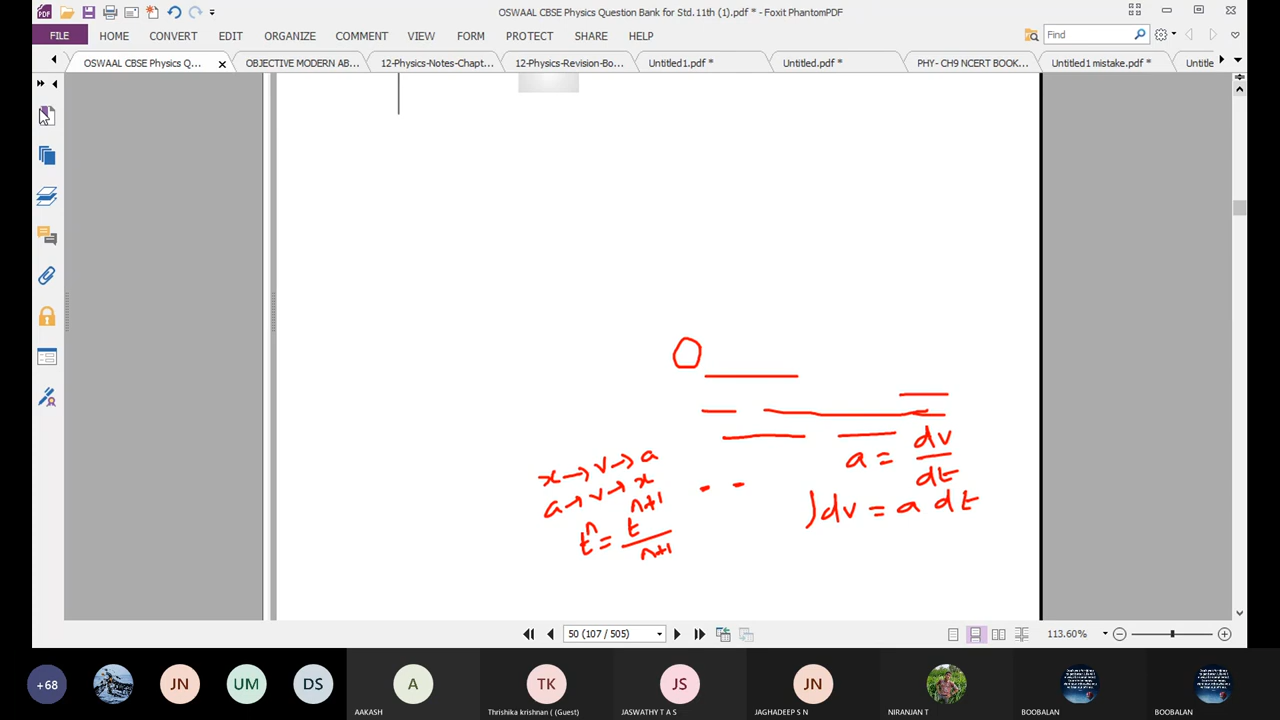 OSWAAL CBSE Physics Question Bank for Std.11th (1).pdf * - Foxit PhantomPDF
FILE HOME CONVERT EDIT ORGANIZE COMMENT VIEW FORM PROTECT SHARE HELP Find
OSWAAL CBSE Physics Q... OBJECTIVE MODERN AB... 12-Physics-Notes-Chapt... 12-Physics-Revision-Bo... Untitled1.pdf * Untitled.pdf * PHY- CH9 NCERT BOOK... Untitled1 mistake.pdf * Untitle
x → v → a
a → v → x
t^n = t^(n+1)/(n+1)
a = dv/dt
∫dv = a dt
50 (107 / 505) 113.60%
+68 JN UM DS A TK JS JN
AAKASH Thrishika krishnan ( (Guest) JASWATHY T A S JAGHADEEP S N NIRANJAN T BOOBALAN BOOBALAN